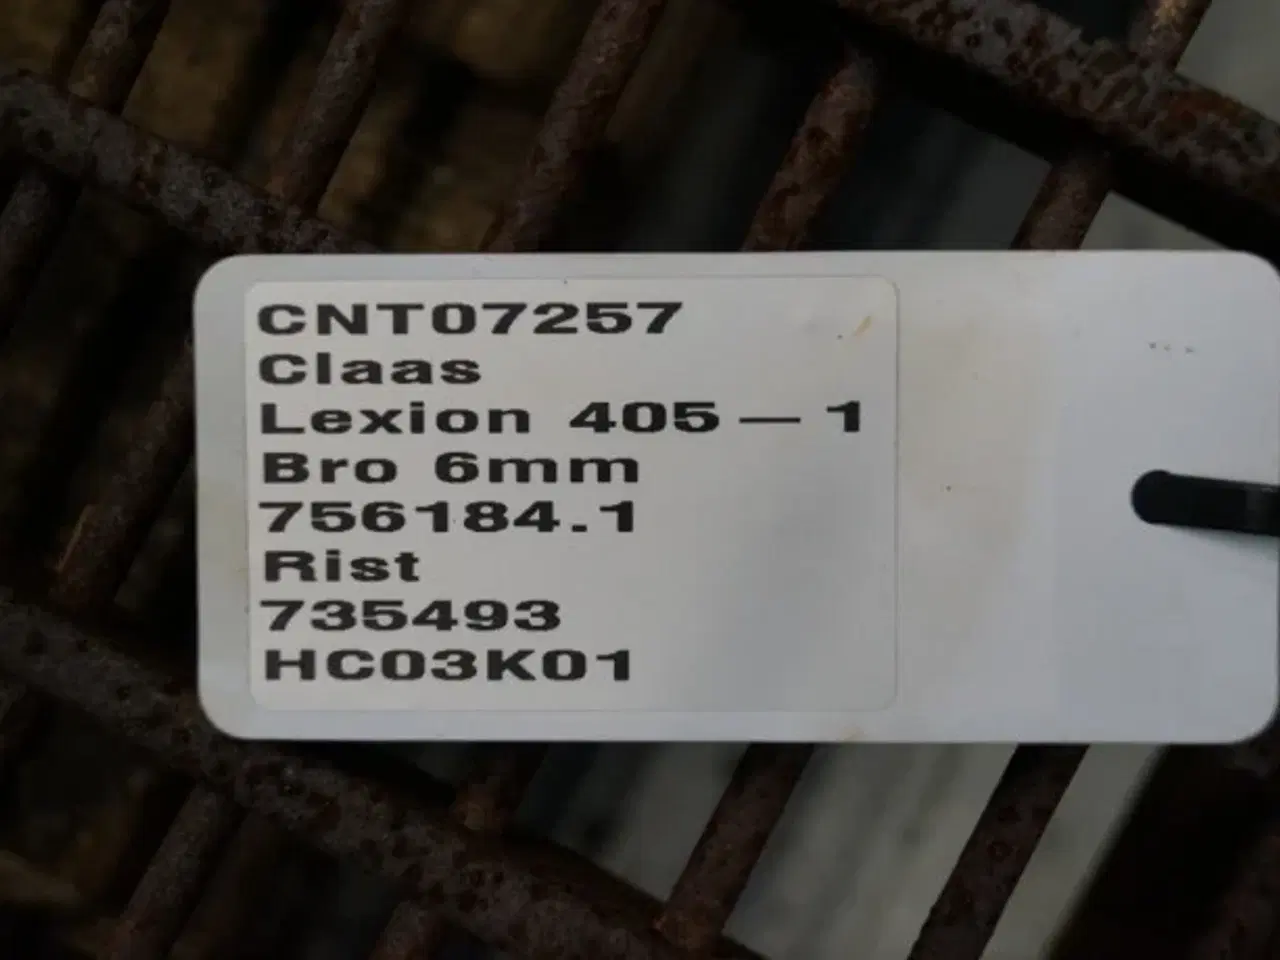 CNT07257
Claas
Lexion 405 — 1
Bro 6mm
756184.1
Rist
735493
HC03K01